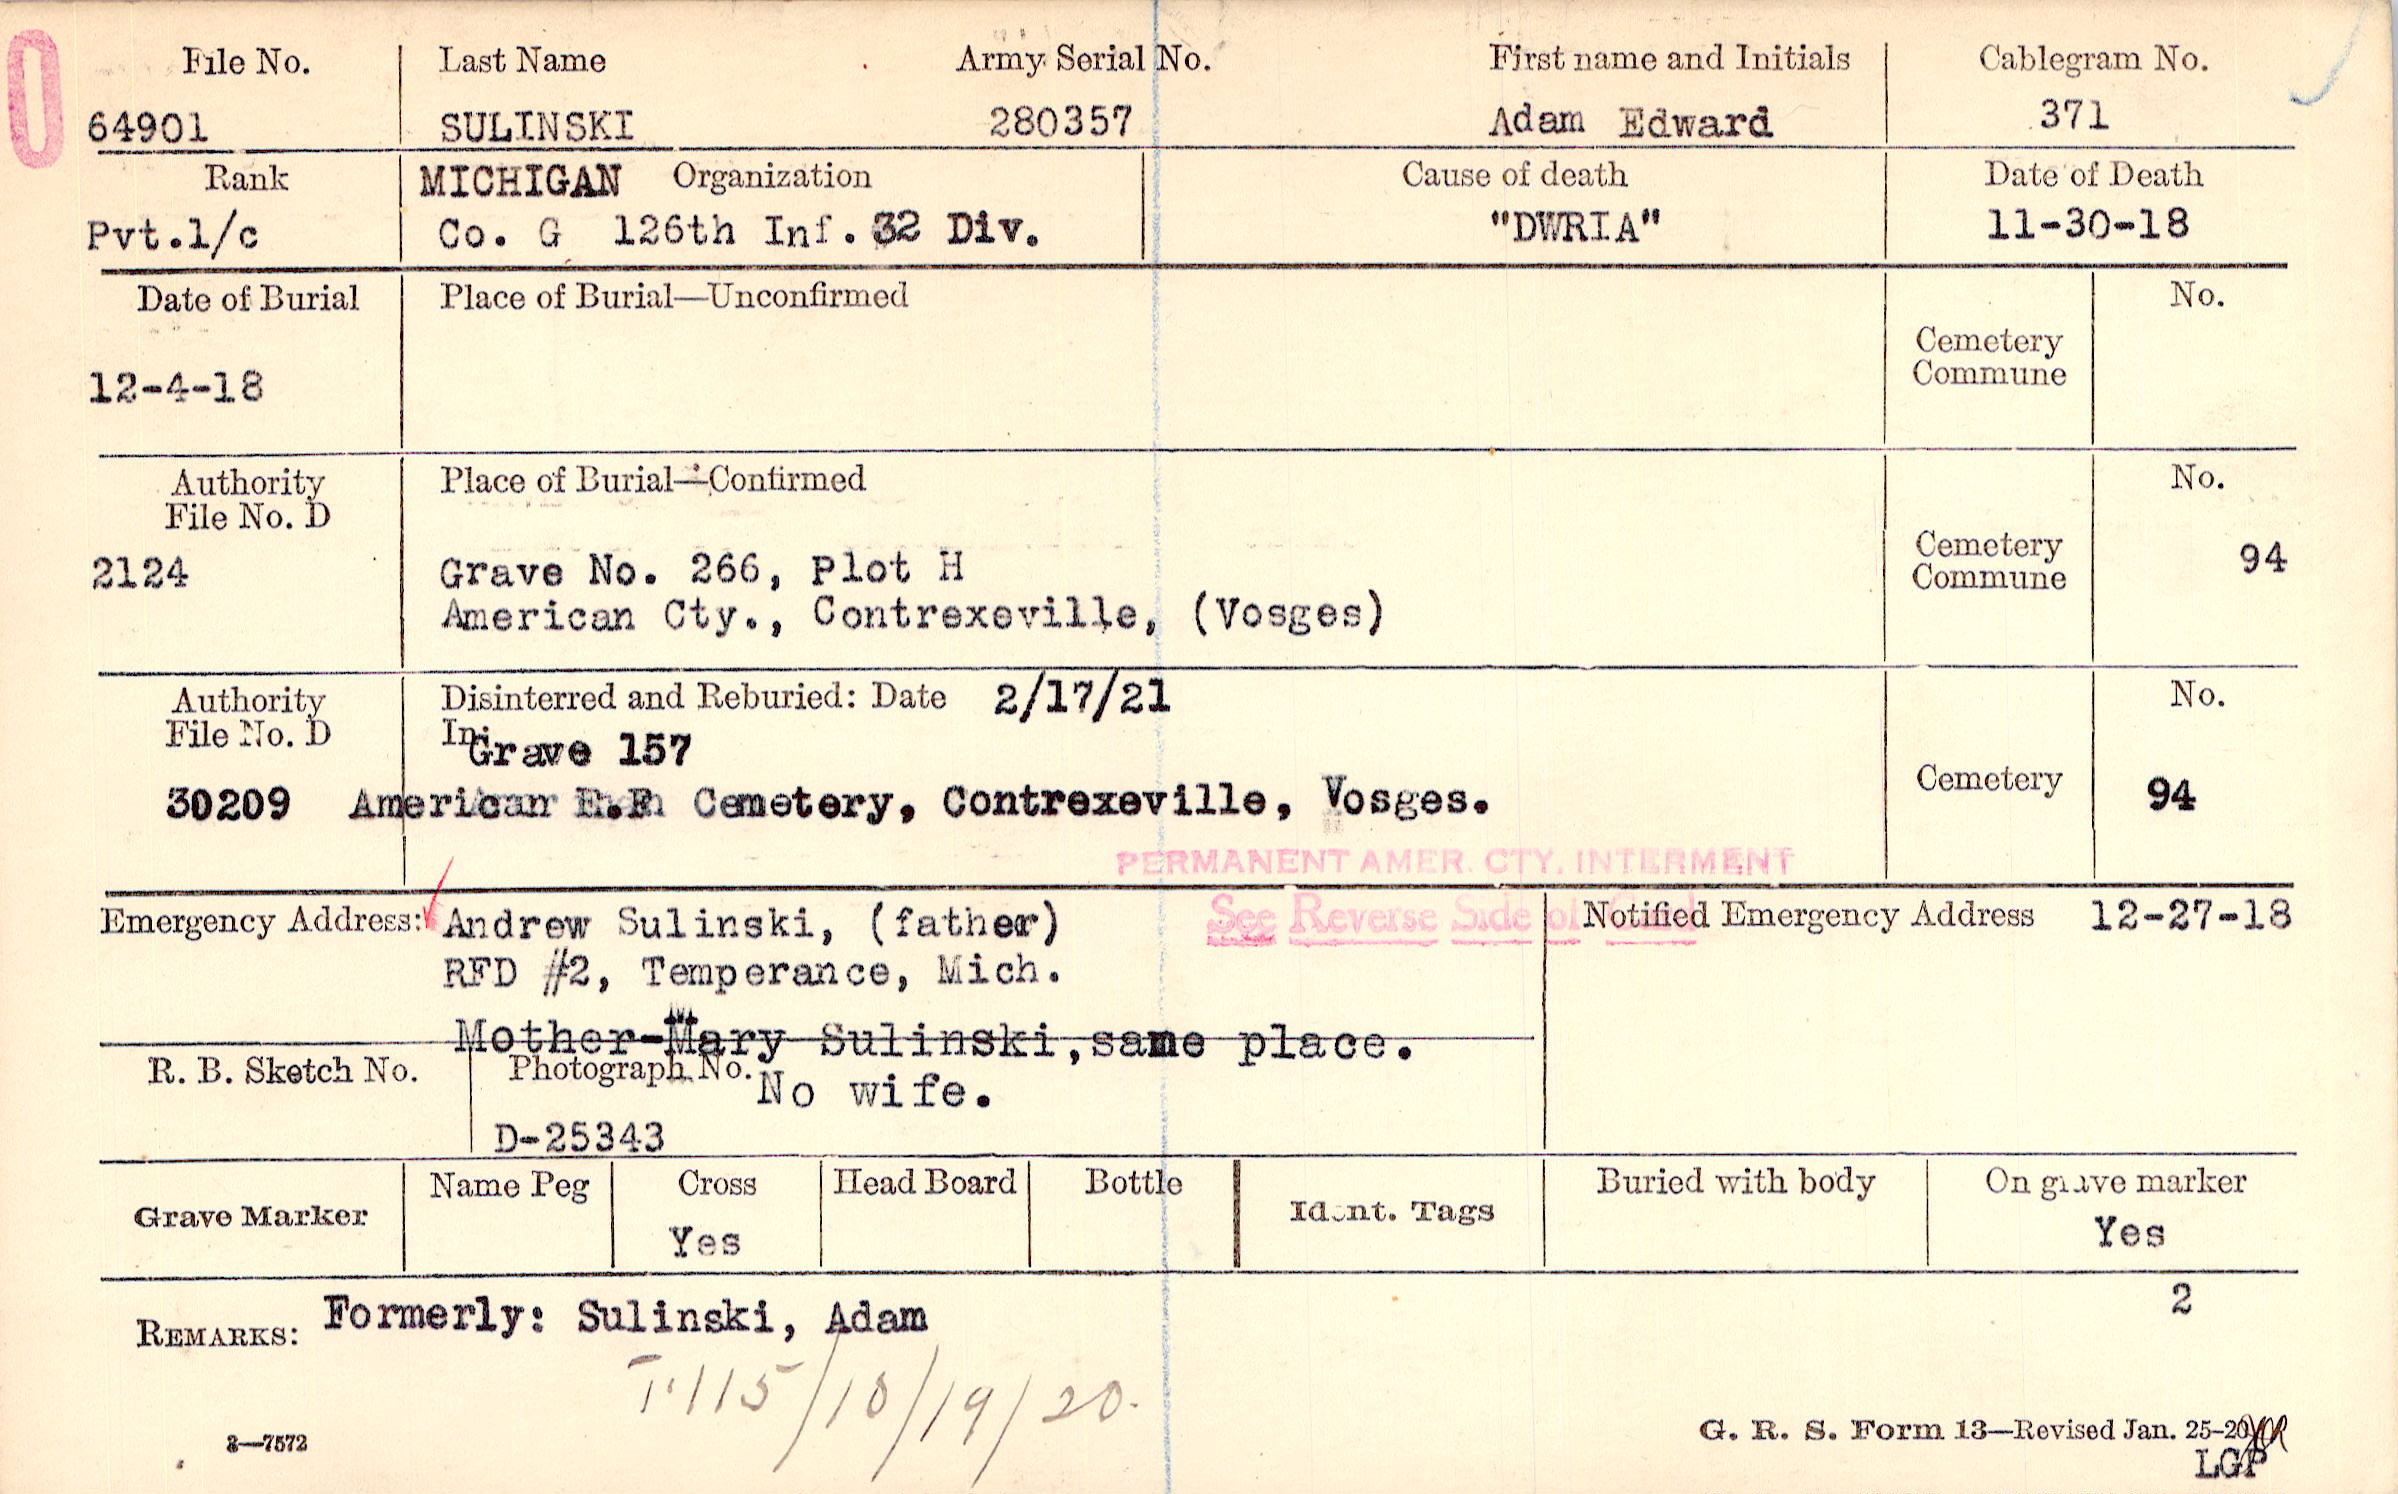 0
File No. Last Name Army Serial No. First name and Initials Cablegram No.
64901 SULINSKI 280357 Adam Edward 371
Rank MICHIGAN Organization Cause of death Date of Death
Pvt.1/c Co. G 126th Inf. 32 Div. "DWRIA" 11-30-18
Date of Burial Place of Burial—Unconfirmed No.
Cemetery
Commune
12-4-18
Authority Place of Burial—Confirmed No.
File No. D
Cemetery
Commune
2124 Grave No. 266, Plot H 94
American Cty., Contrexeville, (Vosges)
Authority Disinterred and Reburied: Date 2/17/21 No.
File No. D In:
Grave 157
Cemetery
30209 American Cemetery, Contrexeville, Vosges. 94
PERMANENT AMER. CTY. INTERMENT
See Reverse Side of Card
Emergency Address: Andrew Sulinski, (father) Notified Emergency Address 12-27-18
RFD #2, Temperance, Mich.
Mother-Mary Sulinski,same place.
R. B. Sketch No. Photograph No.
No wife.
D-25343
Grave Marker Name Peg Cross Head Board Bottle Ident. Tags Buried with body On grave marker
Yes Yes
2
REMARKS: Formerly: Sulinski, Adam
T.115/10/19/20.
3—7572
G. R. S. Form 13—Revised Jan. 25-20
LGP